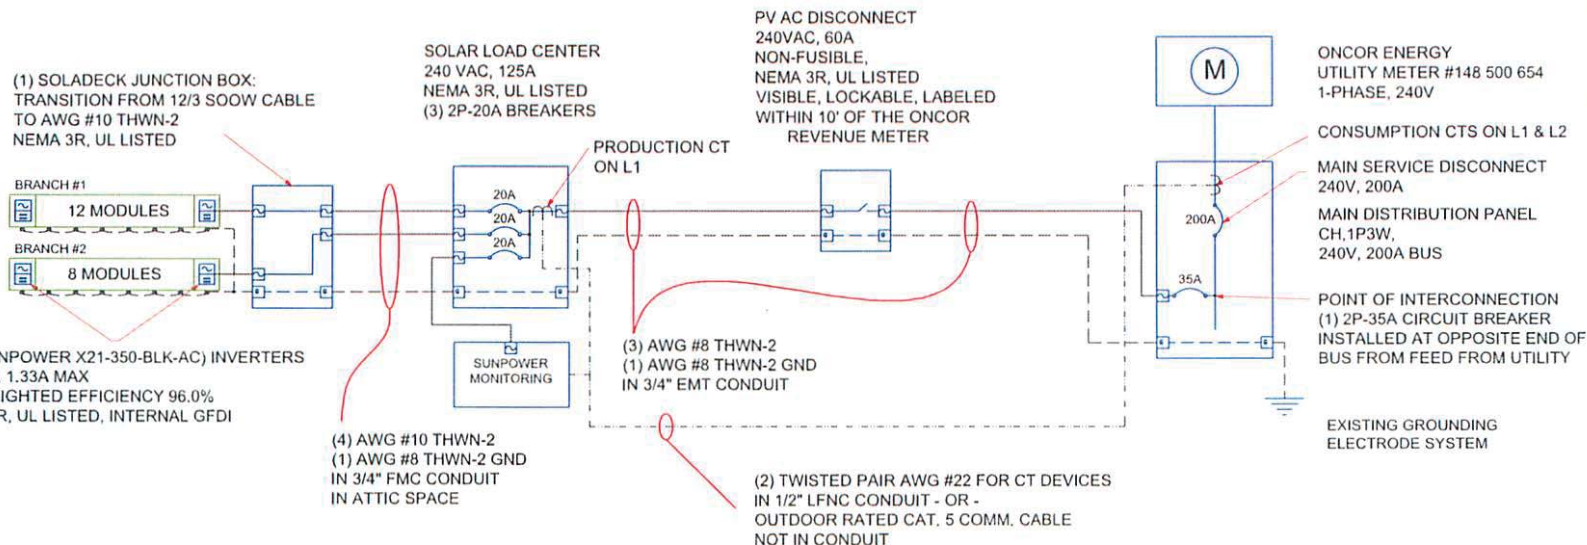 (1) SOLADECK JUNCTION BOX:
TRANSITION FROM 12/3 SOOW CABLE
TO AWG #10 THWN-2
NEMA 3R, UL LISTED
SOLAR LOAD CENTER
240 VAC, 125A
NEMA 3R, UL LISTED
(3) 2P-20A BREAKERS
PRODUCTION CT
ON L1
PV AC DISCONNECT
240VAC, 60A
NON-FUSIBLE,
NEMA 3R, UL LISTED
VISIBLE, LOCKABLE, LABELED
WITHIN 10' OF THE ONCOR
REVENUE METER
M
ONCOR ENERGY
UTILITY METER #148 500 654
1-PHASE, 240V
CONSUMPTION CTS ON L1 & L2
MAIN SERVICE DISCONNECT
240V, 200A
MAIN DISTRIBUTION PANEL
CH,1P3W,
240V, 200A BUS
POINT OF INTERCONNECTION
(1) 2P-35A CIRCUIT BREAKER
INSTALLED AT OPPOSITE END OF
BUS FROM FEED FROM UTILITY
EXISTING GROUNDING
ELECTRODE SYSTEM
BRANCH #1
12 MODULES
BRANCH #2
8 MODULES
20A
20A
20A
200A
35A
NPOWER X21-350-BLK-AC) INVERTERS
1.33A MAX
IGHTED EFFICIENCY 96.0%
R, UL LISTED, INTERNAL GFDI
SUNPOWER
MONITORING
(4) AWG #10 THWN-2
(1) AWG #8 THWN-2 GND
IN 3/4" FMC CONDUIT
IN ATTIC SPACE
(3) AWG #8 THWN-2
(1) AWG #8 THWN-2 GND
IN 3/4" EMT CONDUIT
(2) TWISTED PAIR AWG #22 FOR CT DEVICES
IN 1/2" LFNC CONDUIT - OR -
OUTDOOR RATED CAT. 5 COMM. CABLE
NOT IN CONDUIT